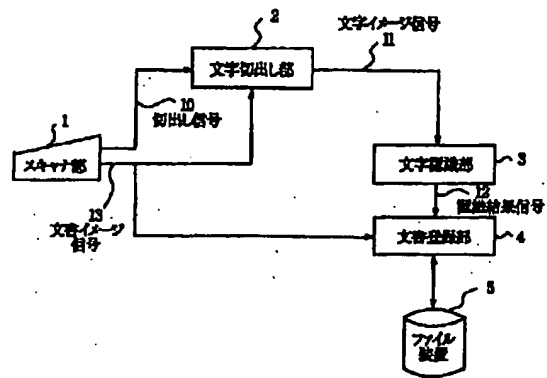 2
文字イメージ信号
11
文字切出し部
10
切出し信号
1
スキャナ部
文字認識部
3
13
文書イメージ
信号
12
認識結果信号
文書登録部
4
5
ファイル
装置